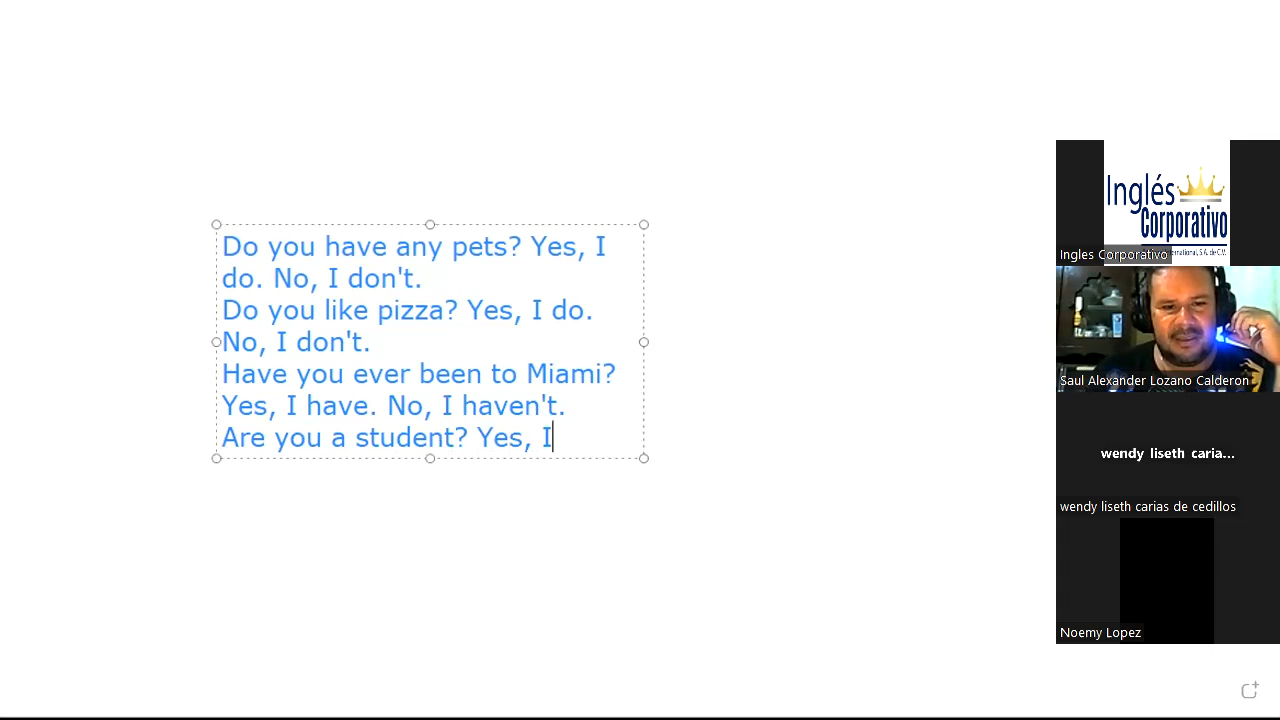 Do you have any pets? Yes, I
do. No, I don't.
Do you like pizza? Yes, I do.
No, I don't.
Have you ever been to Miami?
Yes, I have. No, I haven't.
Are you a student? Yes, I
Inglés
Corporativo
Ingles Corporativo
Saul Alexander Lozano Calderon
wendy liseth caria...
wendy liseth carias de cedillos
Noemy Lopez